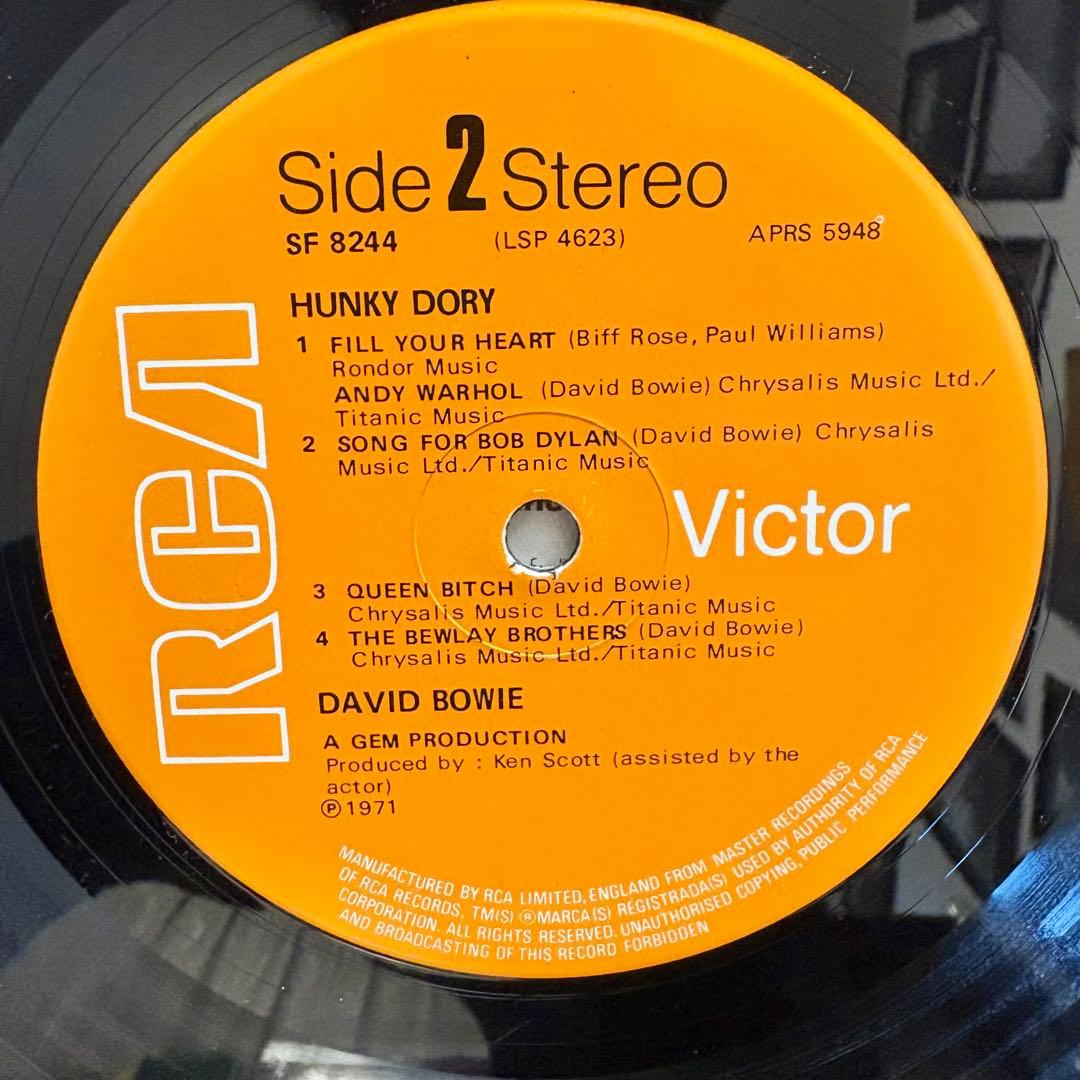 Side 2 Stereo
SF 8244 (LSP 4623) APRS 5948
HUNKY DORY
1 FILL YOUR HEART (Biff Rose, Paul Williams)
Rondor Music
ANDY WARHOL (David Bowie) Chrysalis Music Ltd./
Titanic Music
2 SONG FOR BOB DYLAN (David Bowie) Chrysalis
Music Ltd./Titanic Music
RCA
Victor
3 QUEEN BITCH (David Bowie)
Chrysalis Music Ltd./Titanic Music
4 THE BEWLAY BROTHERS (David Bowie)
Chrysalis Music Ltd./Titanic Music
DAVID BOWIE
A GEM PRODUCTION
Produced by : Ken Scott (assisted by the
actor)
℗ 1971
MANUFACTURED BY RCA LIMITED, ENGLAND FROM MASTER RECORDINGS
OF RCA RECORDS, TM(S) ® MARCA(S) REGISTRADA(S) USED BY AUTHORITY OF RCA
CORPORATION. ALL RIGHTS RESERVED. UNAUTHORISED COPYING, PUBLIC PERFORMANCE
AND BROADCASTING OF THIS RECORD FORBIDDEN